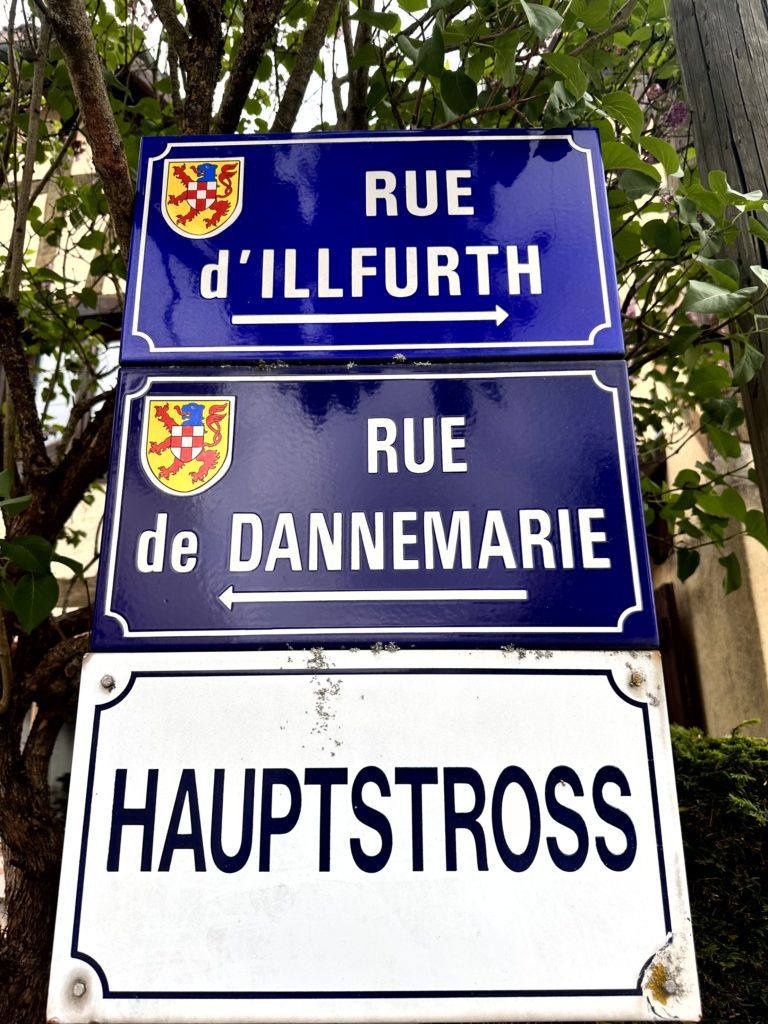 RUE
d'ILLFURTH
RUE
de DANNEMARIE
HAUPTSTROSS